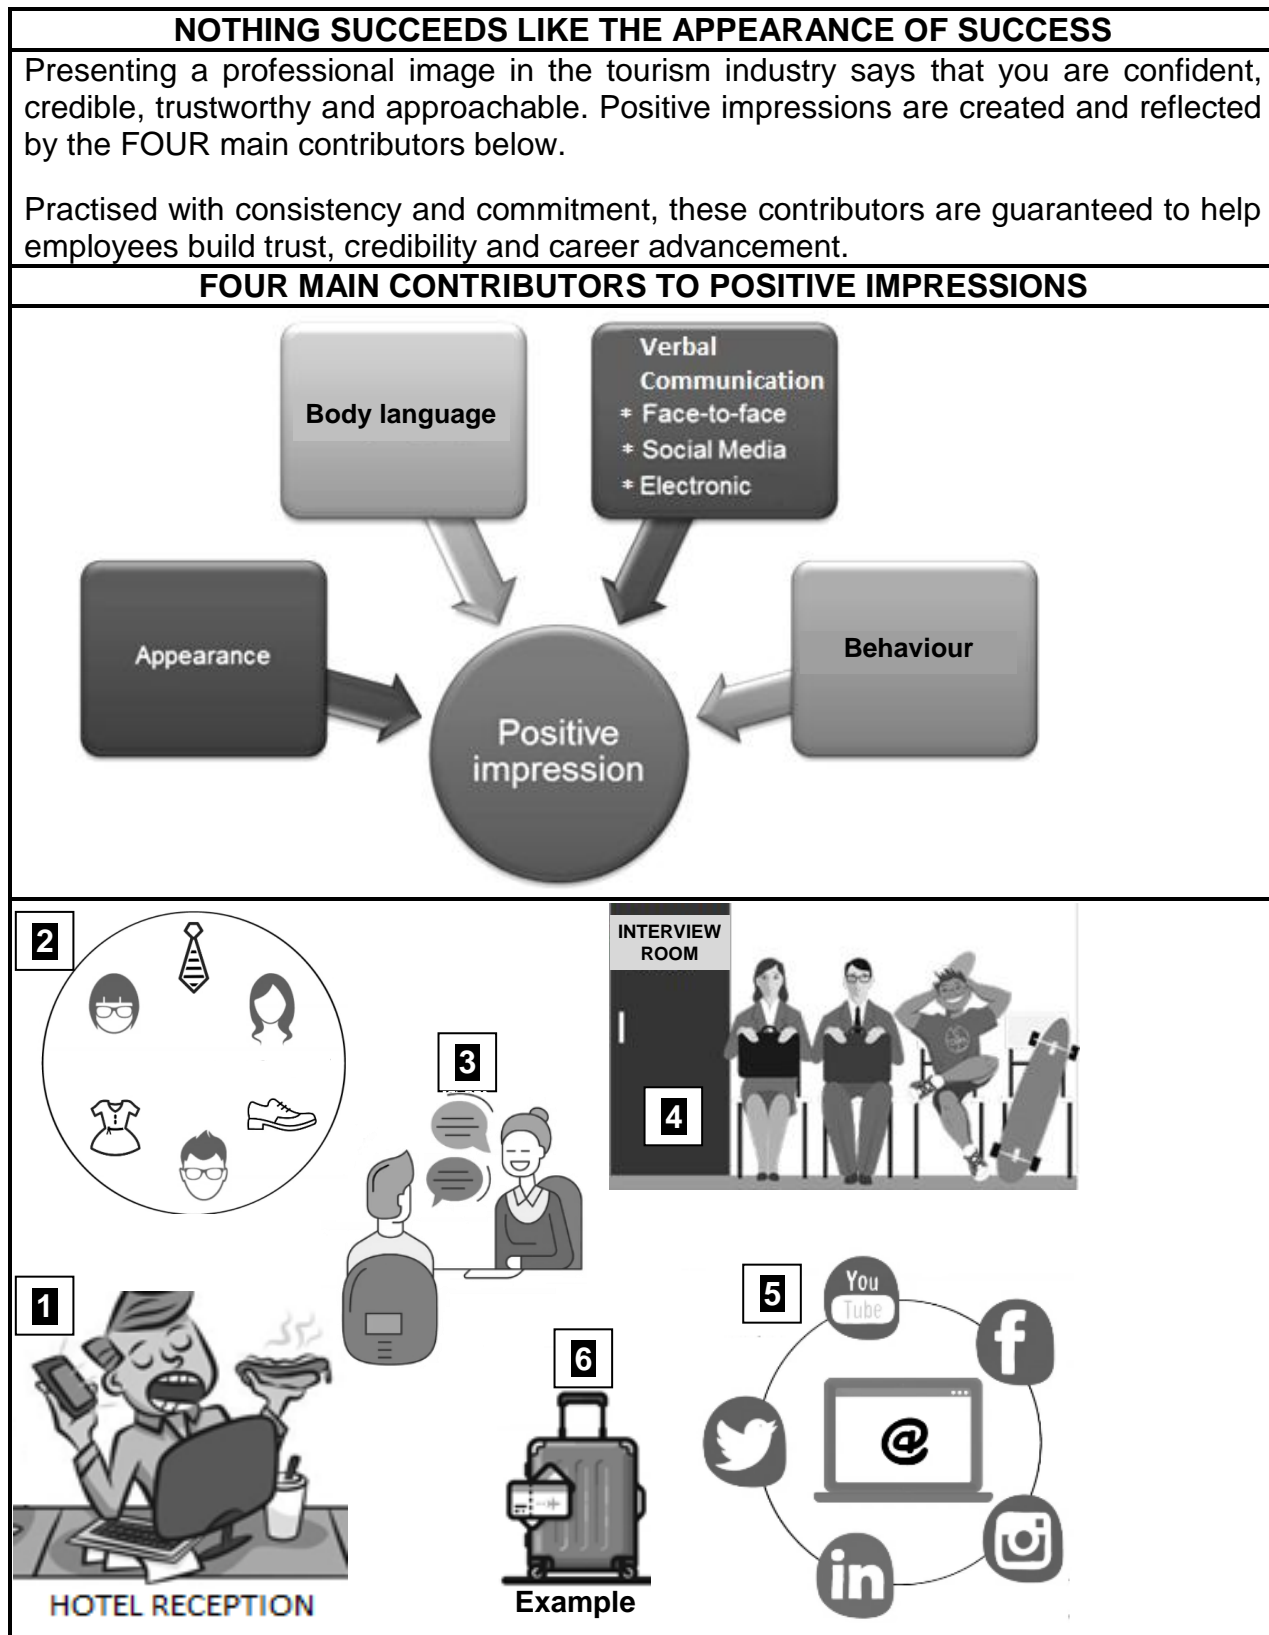 NOTHING SUCCEEDS LIKE THE APPEARANCE OF SUCCESS
Presenting a professional image in the tourism industry says that you are confident,
credible, trustworthy and approachable. Positive impressions are created and reflected
by the FOUR main contributors below.
Practised with consistency and commitment, these contributors are guaranteed to help
employees build trust, credibility and career advancement.
FOUR MAIN CONTRIBUTORS TO POSITIVE IMPRESSIONS
Body language
Verbal
Communication
* Face-to-face
* Social Media
* Electronic
Appearance
Behaviour
Positive
impression
2
INTERVIEW
ROOM
3
4
1
5
You
Tube
f
6
@
in
HOTEL RECEPTION
Example